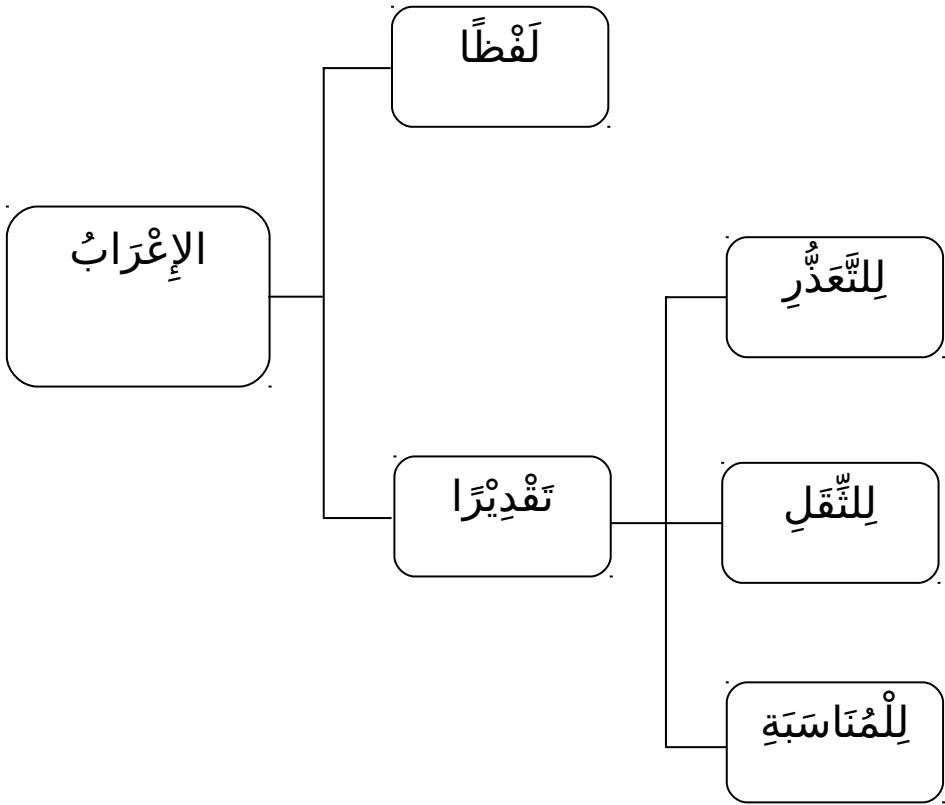 لَفْظًا
الإِعْرَابُ
لِلتَّعَذُّرِ
تَقْدِيْرًا
لِلثِّقَلِ
لِلْمُنَاسَبَةِ